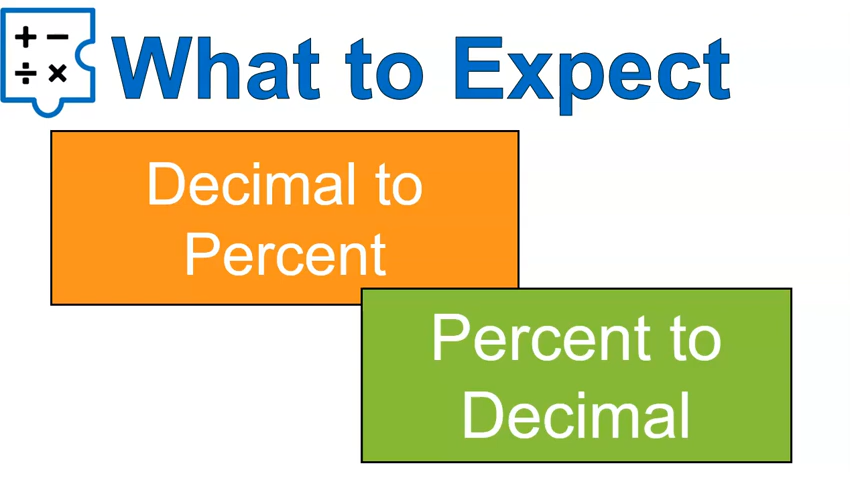 + −
÷ ×
What to Expect
Decimal to
Percent
Percent to
Decimal